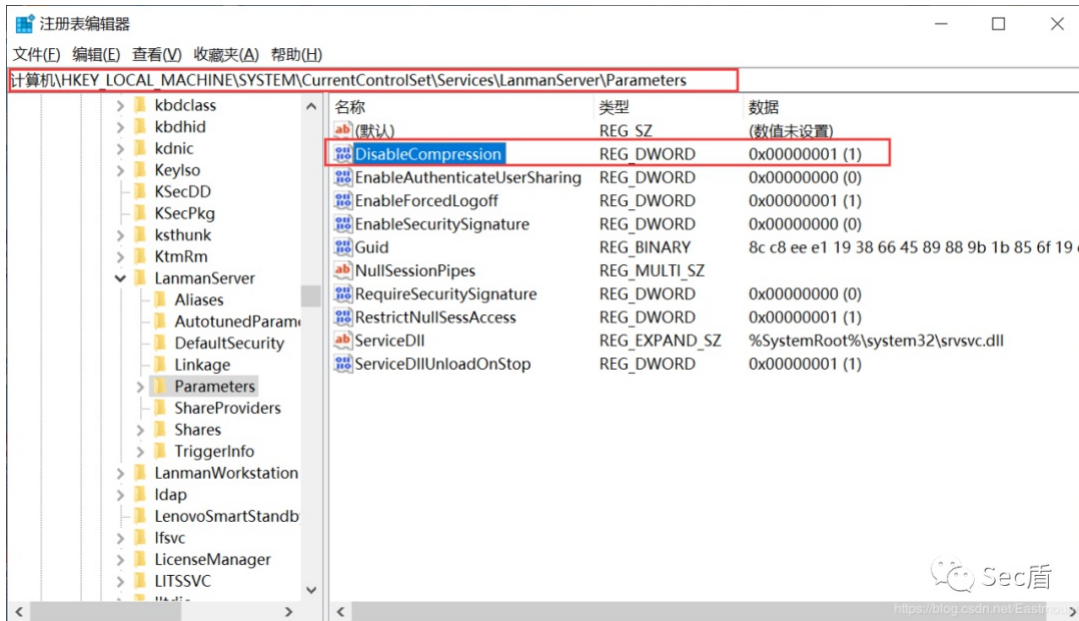 注册表编辑器
文件(F) 编辑(E) 查看(V) 收藏夹(A) 帮助(H)
计算机\HKEY_LOCAL_MACHINE\SYSTEM\CurrentControlSet\Services\LanmanServer\Parameters
kbdclass
kbdhid
kdnic
KeyIso
KSecDD
KSecPkg
ksthunk
KtmRm
LanmanServer
Aliases
AutotunedParam
DefaultSecurity
Linkage
Parameters
ShareProviders
Shares
TriggerInfo
LanmanWorkstation
ldap
LenovoSmartStandb
lfsvc
LicenseManager
LITSSVC
名称 类型 数据
(默认) REG_SZ (数值未设置)
DisableCompression REG_DWORD 0x00000001 (1)
EnableAuthenticateUserSharing REG_DWORD 0x00000000 (0)
EnableForcedLogoff REG_DWORD 0x00000001 (1)
EnableSecuritySignature REG_DWORD 0x00000000 (0)
Guid REG_BINARY 8c c8 ee e1 19 38 66 45 89 88 9b 1b 85 6f 19
NullSessionPipes REG_MULTI_SZ
RequireSecuritySignature REG_DWORD 0x00000000 (0)
RestrictNullSessAccess REG_DWORD 0x00000001 (1)
ServiceDll REG_EXPAND_SZ %SystemRoot%\system32\srvsvc.dll
ServiceDllUnloadOnStop REG_DWORD 0x00000001 (1)
Sec盾